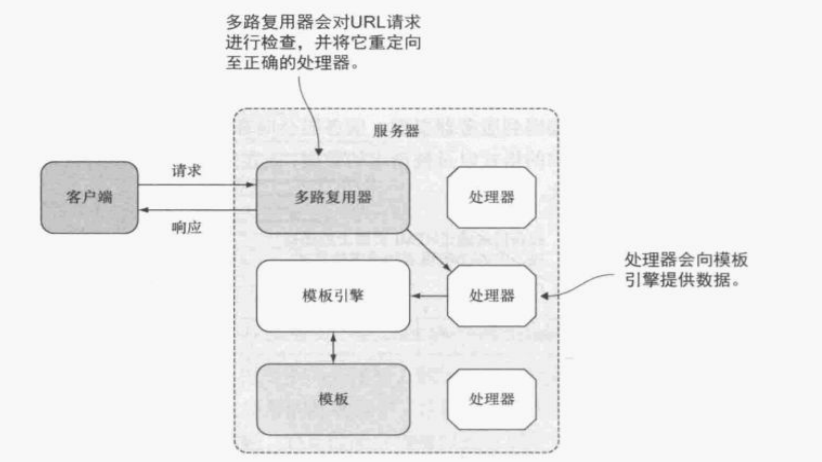 多路复用器会对URL请求
进行检查，并将它重定向
至正确的处理器。
服务器
请求
客户端
多路复用器
处理器
响应
处理器会向模板
引擎提供数据。
模板引擎
处理器
模板
处理器